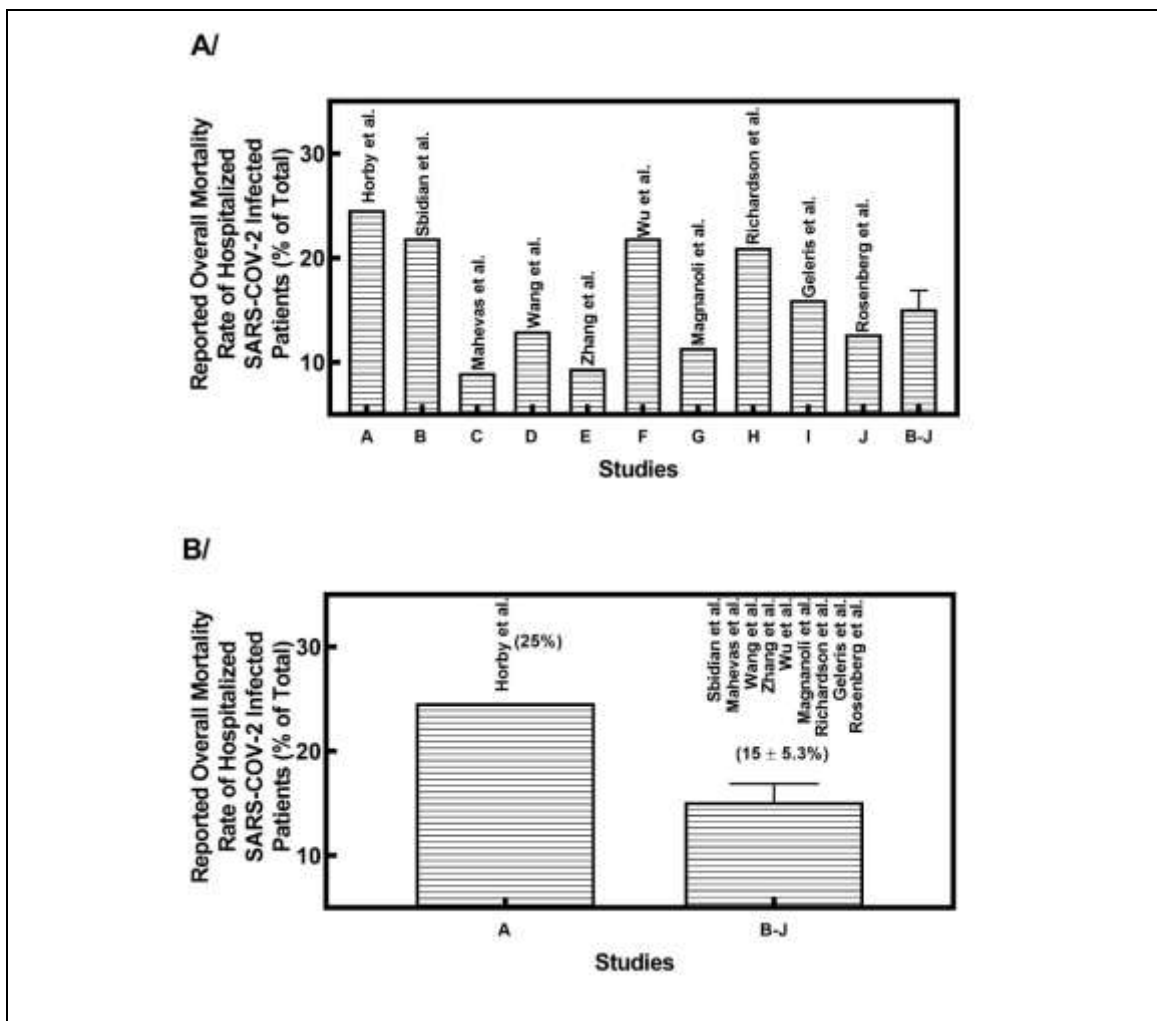 A/
Reported Overall Mortality
Rate of Hospitalized
SARS-COV-2 Infected
Patients (% of Total)
30
20
10
Horby et al.
Sbidian et al.
Mahevas et al.
Wang et al.
Zhang et al.
Wu et al.
Magnanoli et al.
Richardson et al.
Geleris et al.
Rosenberg et al.
A B C D E F G H I J B-J
Studies
B/
Reported Overall Mortality
Rate of Hospitalized
SARS-COV-2 Infected
Patients (% of Total)
30
20
10
Horby et al.
(25%)
Sbidian et al.
Mahevas et al.
Wang et al.
Zhang et al.
Wu et al.
Magnanoli et al.
Richardson et al.
Geleris et al.
Rosenberg et al.
(15 ± 5.3%)
A B-J
Studies